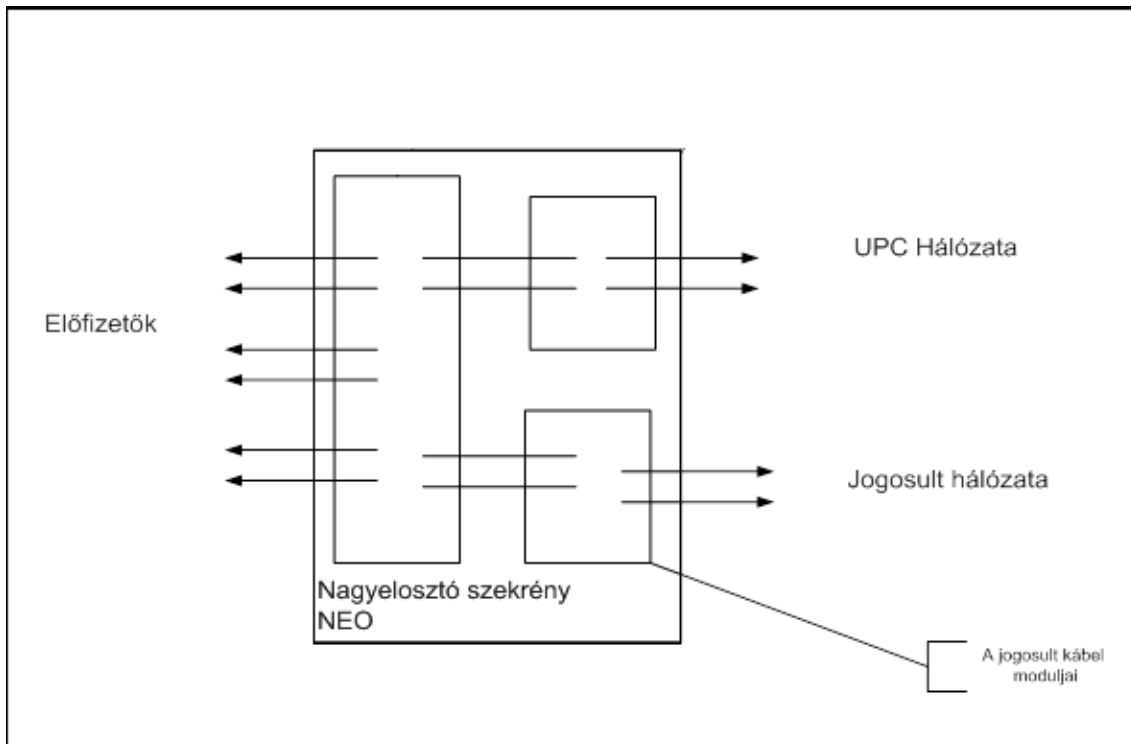 UPC Hálózata
Előfizetők
Jogosult hálózata
Nagyelosztó szekrény
NEO
A jogosult kábel
moduljai